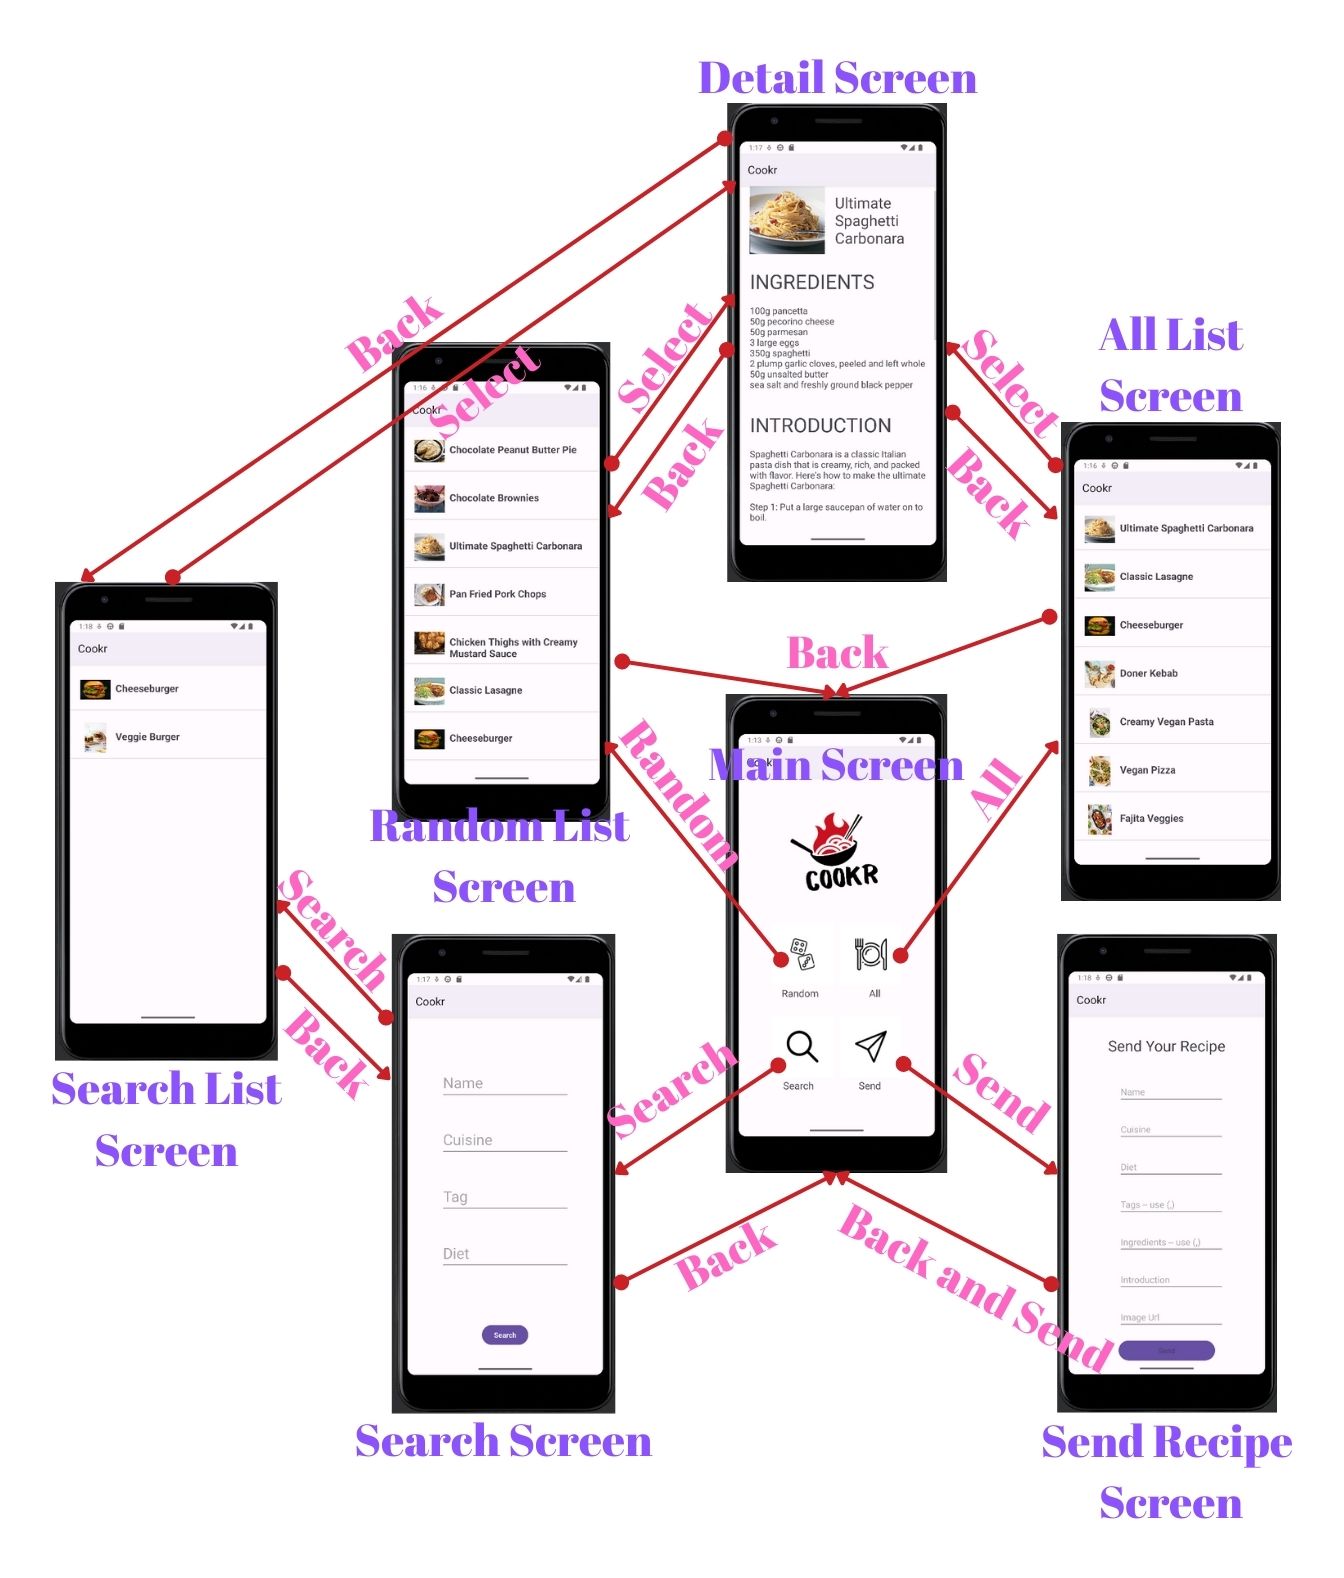 Detail Screen
1:17
Cookr
Ultimate
Spaghetti
Carbonara
INGREDIENTS
100g pancetta
50g pecorino cheese
50g parmesan
3 large eggs
350g spaghetti
2 plump garlic cloves, peeled and left whole
50g unsalted butter
sea salt and freshly ground black pepper
INTRODUCTION
Spaghetti Carbonara is a classic Italian
pasta dish that is creamy, rich, and packed
with flavor. Here's how to make the ultimate
Spaghetti Carbonara:
Step 1: Put a large saucepan of water on to
boil.
Back
Select
Select
Back
Select
Back
All List
Screen
1:16
Cookr
Ultimate Spaghetti Carbonara
Classic Lasagne
Cheeseburger
Doner Kebab
Creamy Vegan Pasta
Vegan Pizza
Fajita Veggies
1:16
Cookr
Chocolate Peanut Butter Pie
Chocolate Brownies
Ultimate Spaghetti Carbonara
Pan Fried Pork Chops
Chicken Thighs with Creamy
Mustard Sauce
Classic Lasagne
Cheeseburger
Random List
Screen
1:18
Cookr
Cheeseburger
Veggie Burger
Search List
Screen
Back
Random
All
1:13
Main Screen
COOKR
Random
All
Search
Send
Search
Back
Search
Send
Back
Back and Send
1:17
Cookr
Name
Cuisine
Tag
Diet
Search
Search Screen
1:18
Cookr
Send Your Recipe
Name
Cuisine
Diet
Tags – use (,)
Ingredients – use (,)
Introduction
Image Url
Send
Send Recipe
Screen